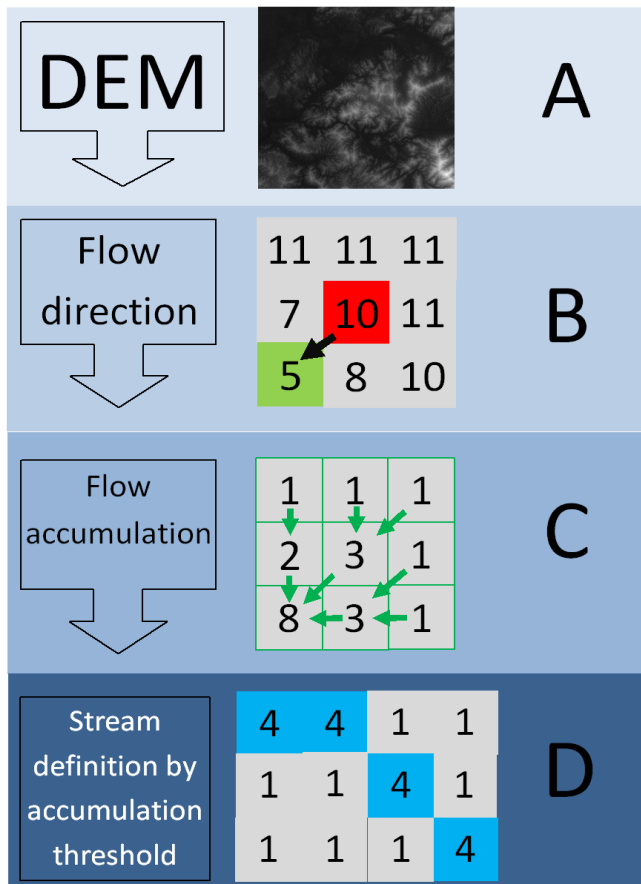 DEM
A
Flow
direction
11 11 11
7 10 11
5 8 10
B
Flow
accumulation
1 1 1
2 3 1
8 3 1
C
Stream
definition by
accumulation
threshold
4 4 1 1
1 1 4 1
1 1 1 4
D